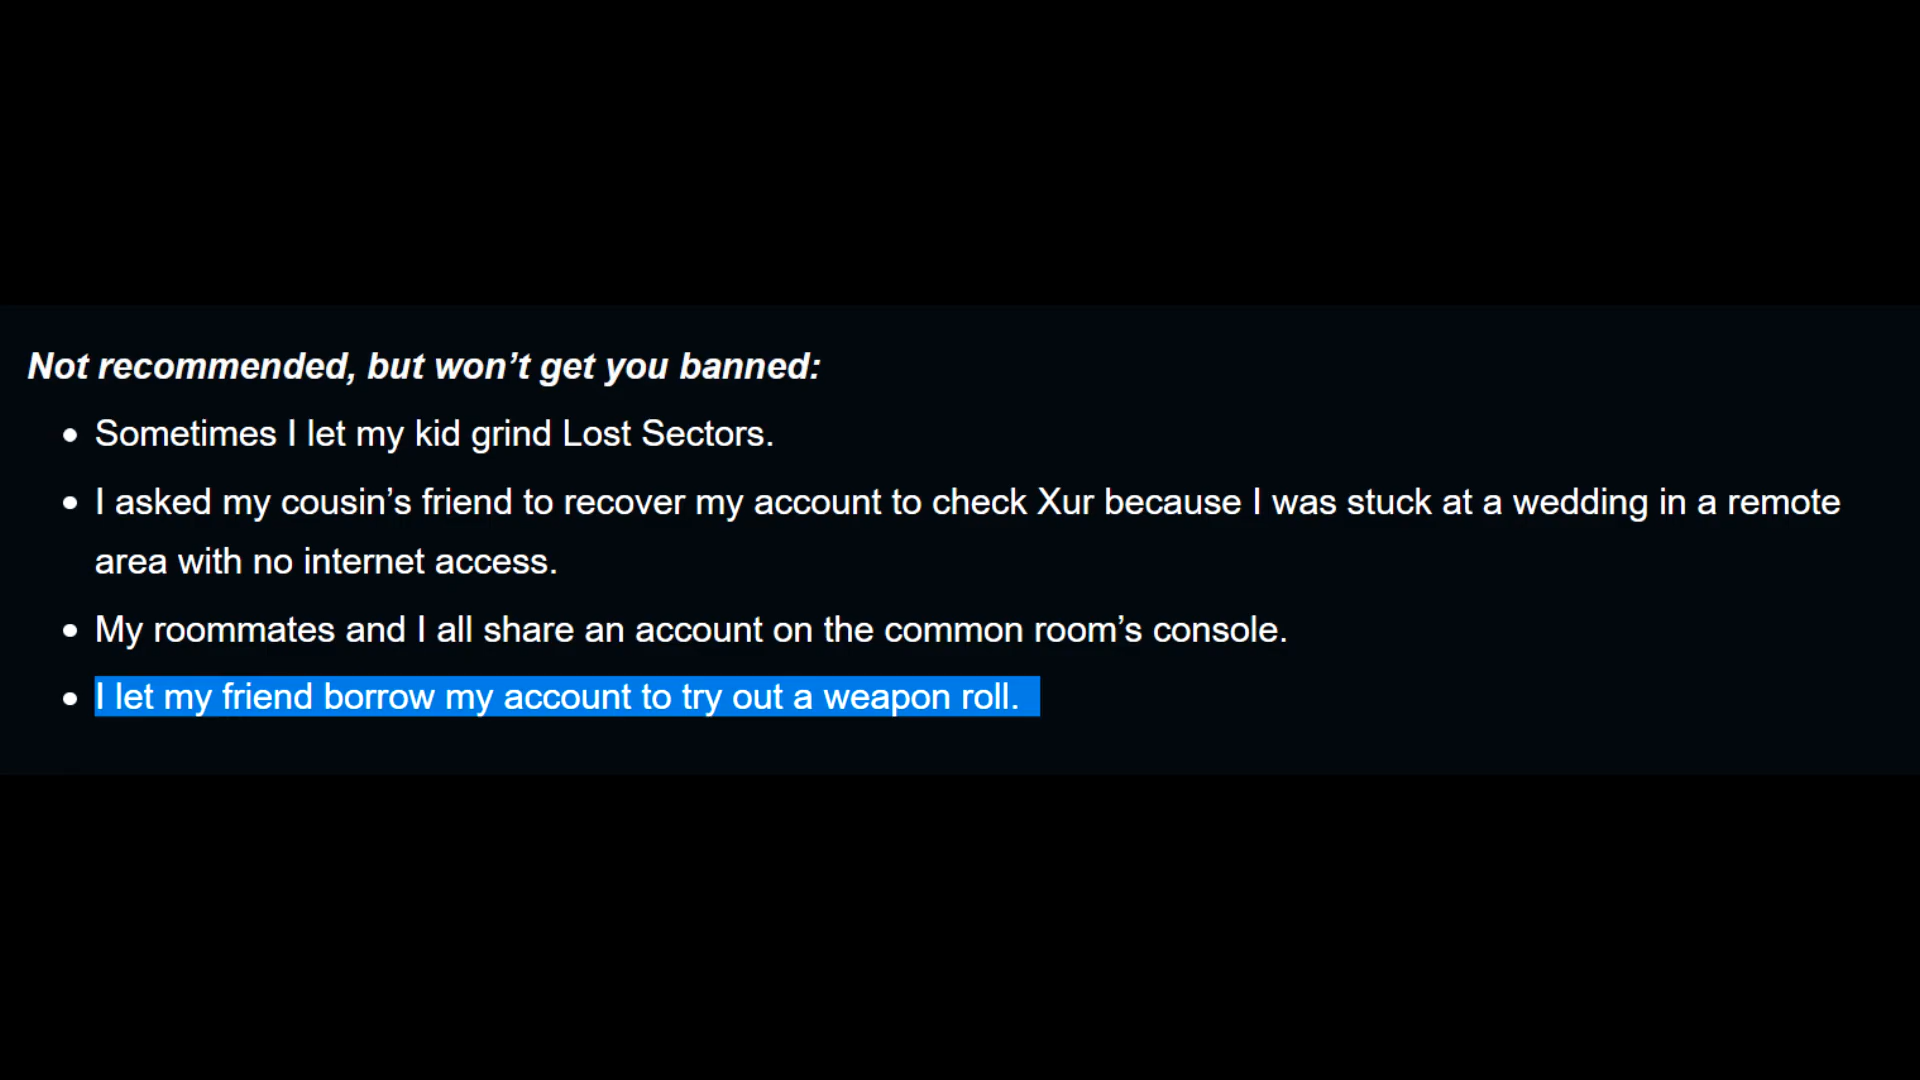 Not recommended, but won’t get you banned:
Sometimes I let my kid grind Lost Sectors.
I asked my cousin’s friend to recover my account to check Xur because I was stuck at a wedding in a remote
area with no internet access.
My roommates and I all share an account on the common room’s console.
I let my friend borrow my account to try out a weapon roll.